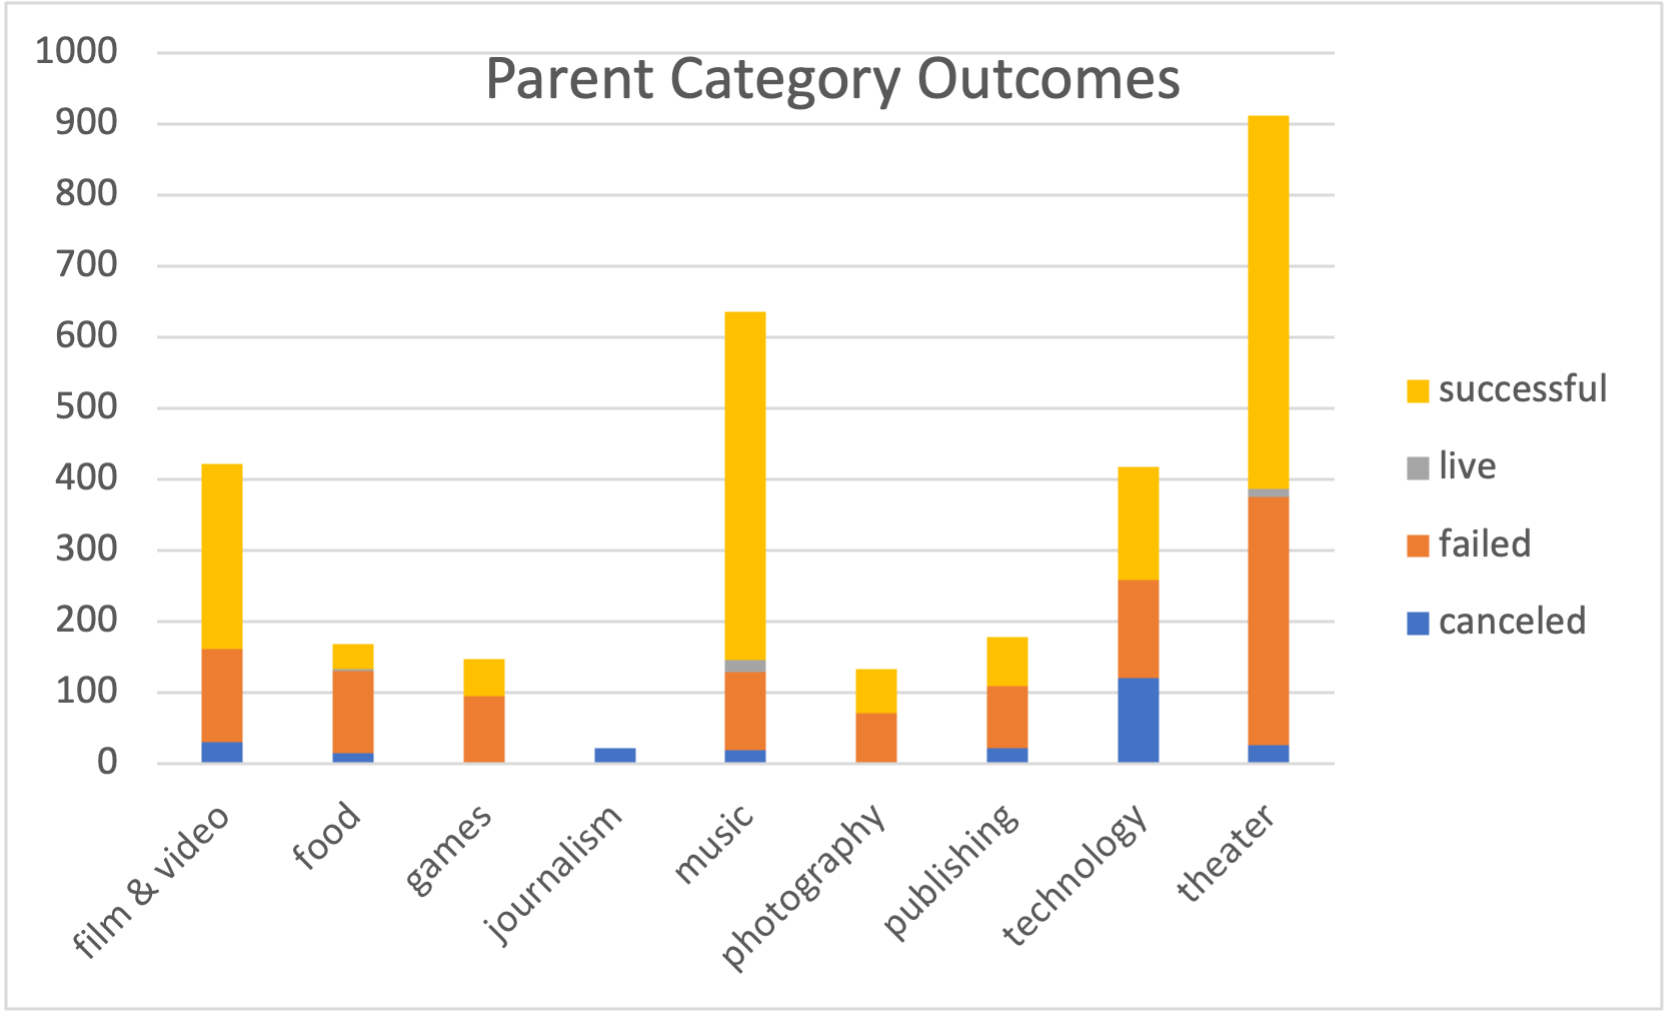 Parent Category Outcomes
1000
900
800
700
600
500
400
300
200
100
0
film & video
food
games
journalism
music
photography
publishing
technology
theater
successful
live
failed
canceled